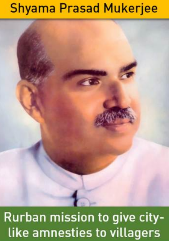 Shyama Prasad Mukerjee
Rurban mission to give city-
like amnesties to villagers